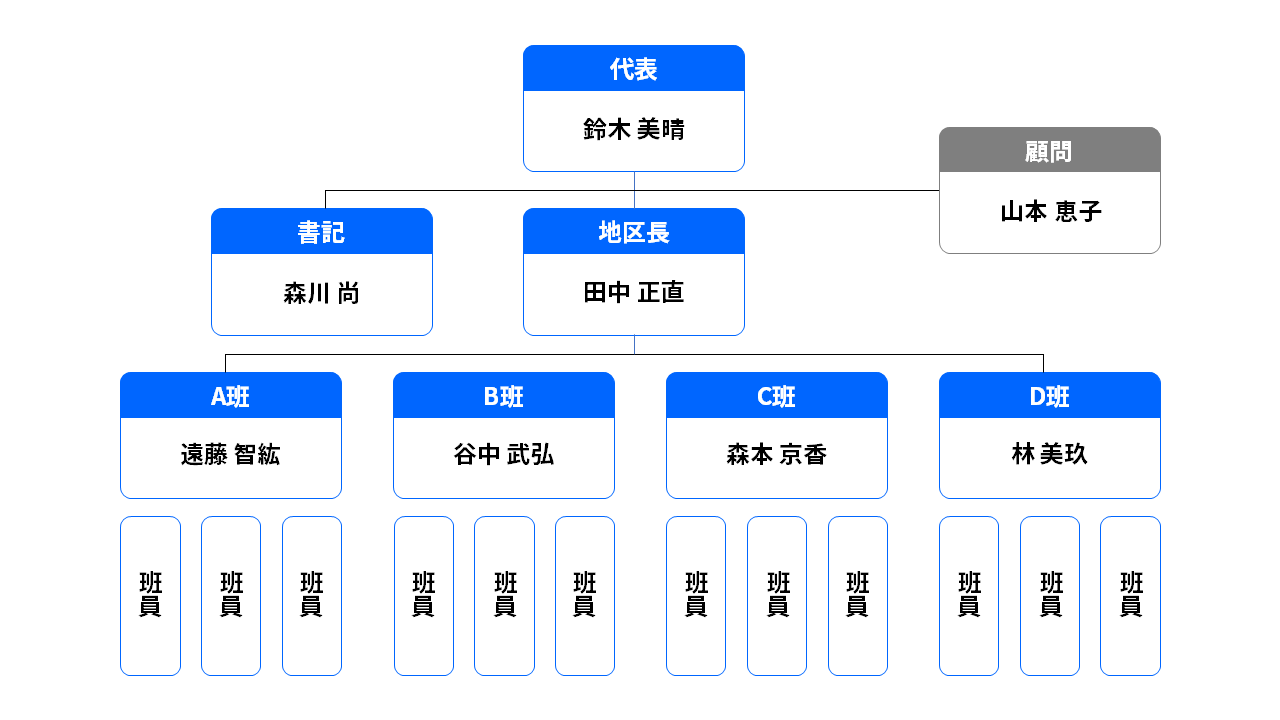 代表
鈴木 美晴
顧問
山本 恵子
書記
森川 尚
地区長
田中 正直
A班
遠藤 智紘
B班
谷中 武弘
C班
森本 京香
D班
林 美玖
班員
班員
班員
班員
班員
班員
班員
班員
班員
班員
班員
班員